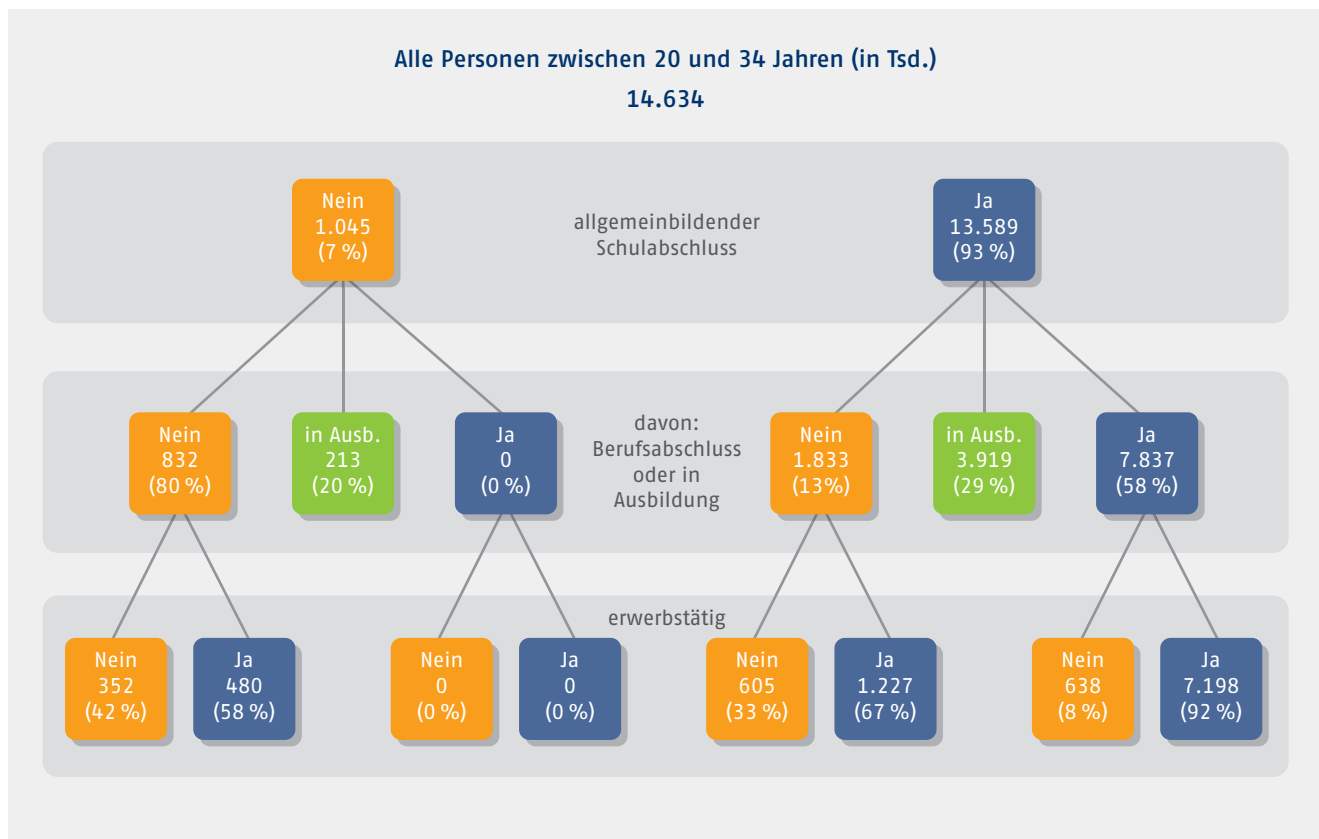 Alle Personen zwischen 20 und 34 Jahren (in Tsd.)
14.634
Nein
1.045
(7 %)
allgemeinbildender
Schulabschluss
Ja
13.589
(93 %)
Nein
832
(80 %)
in Ausb.
213
(20 %)
Ja
0
(0 %)
davon:
Berufsabschluss
oder in
Ausbildung
Nein
1.833
(13%)
in Ausb.
3.919
(29 %)
Ja
7.837
(58 %)
erwerbstätig
Nein
352
(42 %)
Ja
480
(58 %)
Nein
0
(0 %)
Ja
0
(0 %)
Nein
605
(33 %)
Ja
1.227
(67 %)
Nein
638
(8 %)
Ja
7.198
(92 %)